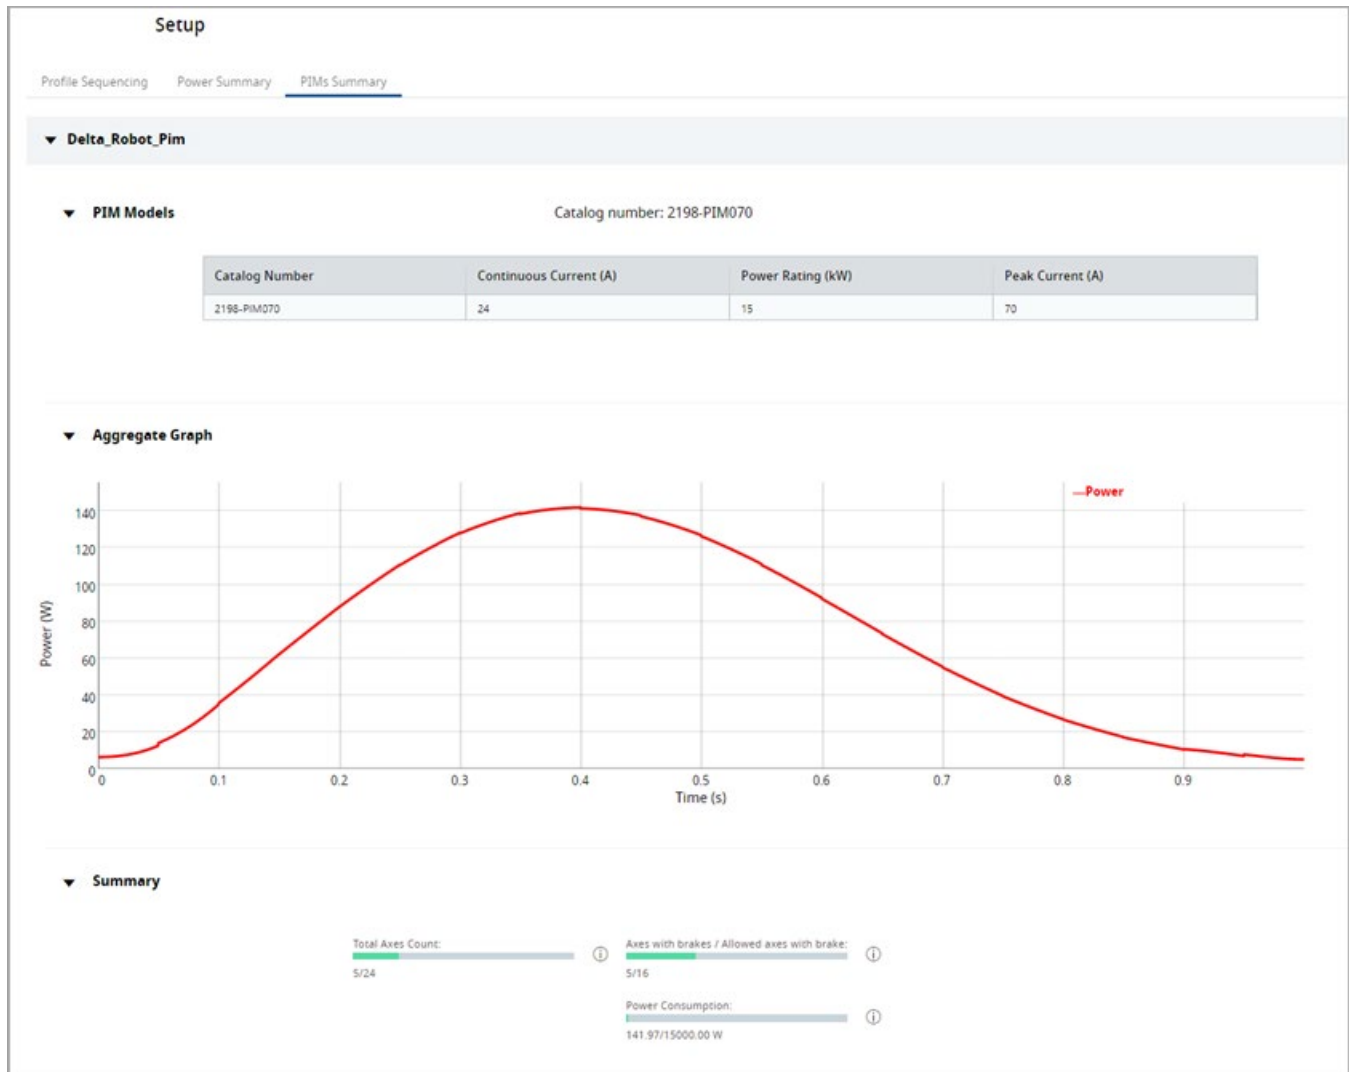 Setup
Profile Sequencing Power Summary PIMs Summary
Delta_Robot_Pim
PIM Models Catalog number: 2198-PIM070
Catalog Number Continuous Current (A) Power Rating (kW) Peak Current (A)
2198-PIM070 24 15 70
Aggregate Graph
Power
140
120
100
80
60
40
20
0
Power (W)
0 0.1 0.2 0.3 0.4 0.5 0.6 0.7 0.8 0.9
Time (s)
Summary
Total Axes Count: Axes with brakes / Allowed axes with brake:
5/24 5/16
Power Consumption:
141.97/15000.00 W